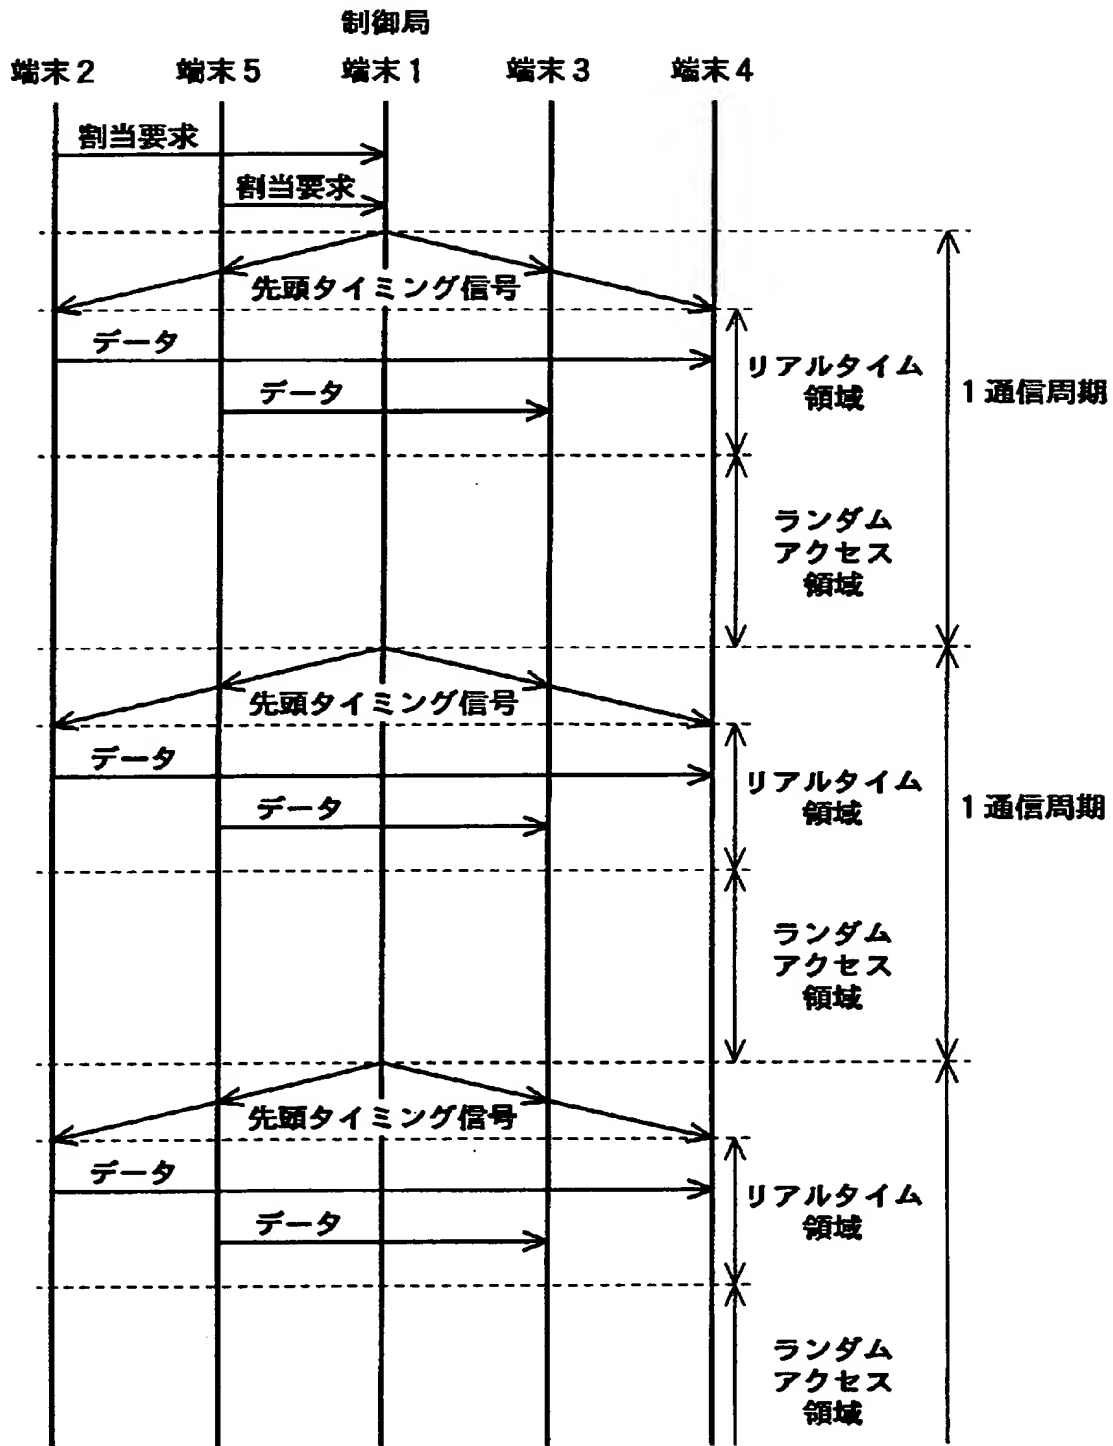 制御局
端末2 端末5 端末1 端末3 端末4
割当要求
割当要求
先頭タイミング信号
データ
データ
リアルタイム
領域
1通信周期
ランダム
アクセス
領域
先頭タイミング信号
データ
データ
リアルタイム
領域
1通信周期
ランダム
アクセス
領域
先頭タイミング信号
データ
データ
リアルタイム
領域
ランダム
アクセス
領域